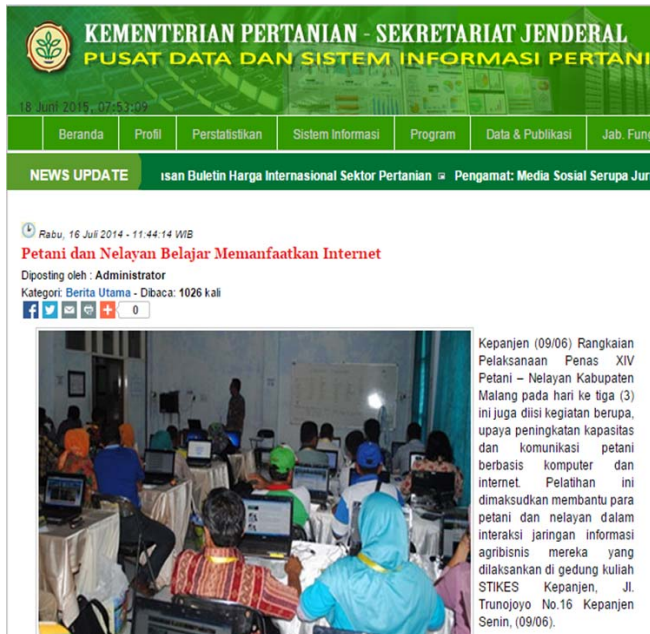 KEMENTERIAN PERTANIAN - SEKRETARIAT JENDERAL
PUSAT DATA DAN SISTEM INFORMASI PERTANI
18 Juni 2015, 07:53:09
Beranda Profil Perstatistikan Sistem Informasi Program Data & Publikasi Jab. Fung
NEWS UPDATE san Buletin Harga Internasional Sektor Pertanian Pengamat: Media Sosial Serupa Jur
Rabu, 16 Juli 2014 - 11:44:14 WIB
Petani dan Nelayan Belajar Memanfaatkan Internet
Diposting oleh : Administrator
Kategori: Berita Utama - Dibaca: 1026 kali
0
Kepanjen (09/06) Rangkaian
Pelaksanaan Penas XIV
Petani – Nelayan Kabupaten
Malang pada hari ke tiga (3)
ini juga diisi kegiatan berupa,
upaya peningkatan kapasitas
dan komunikasi petani
berbasis komputer dan
internet. Pelatihan ini
dimaksudkan membantu para
petani dan nelayan dalam
interaksi jaringan informasi
agribisnis mereka yang
dilaksanakan di gedung kuliah
STIKES Kepanjen, Jl.
Trunojoyo No.16 Kepanjen
Senin, (09/06).